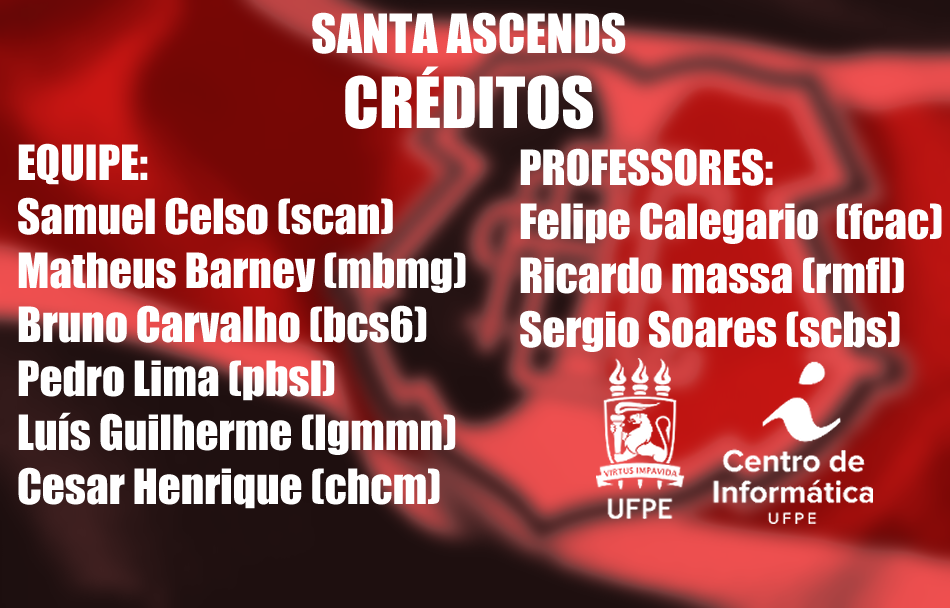 SANTA ASCENDS
CRÉDITOS
EQUIPE:
Samuel Celso (scan)
Matheus Barney (mbmg)
Bruno Carvalho (bcs6)
Pedro Lima (pbsl)
Luís Guilherme (lgmmn)
Cesar Henrique (chcm)
PROFESSORES:
Felipe Calegario (fcac)
Ricardo massa (rmfl)
Sergio Soares (scbs)
VIRTUS IMPAVIDA
UFPE
Centro de
Informática
UFPE